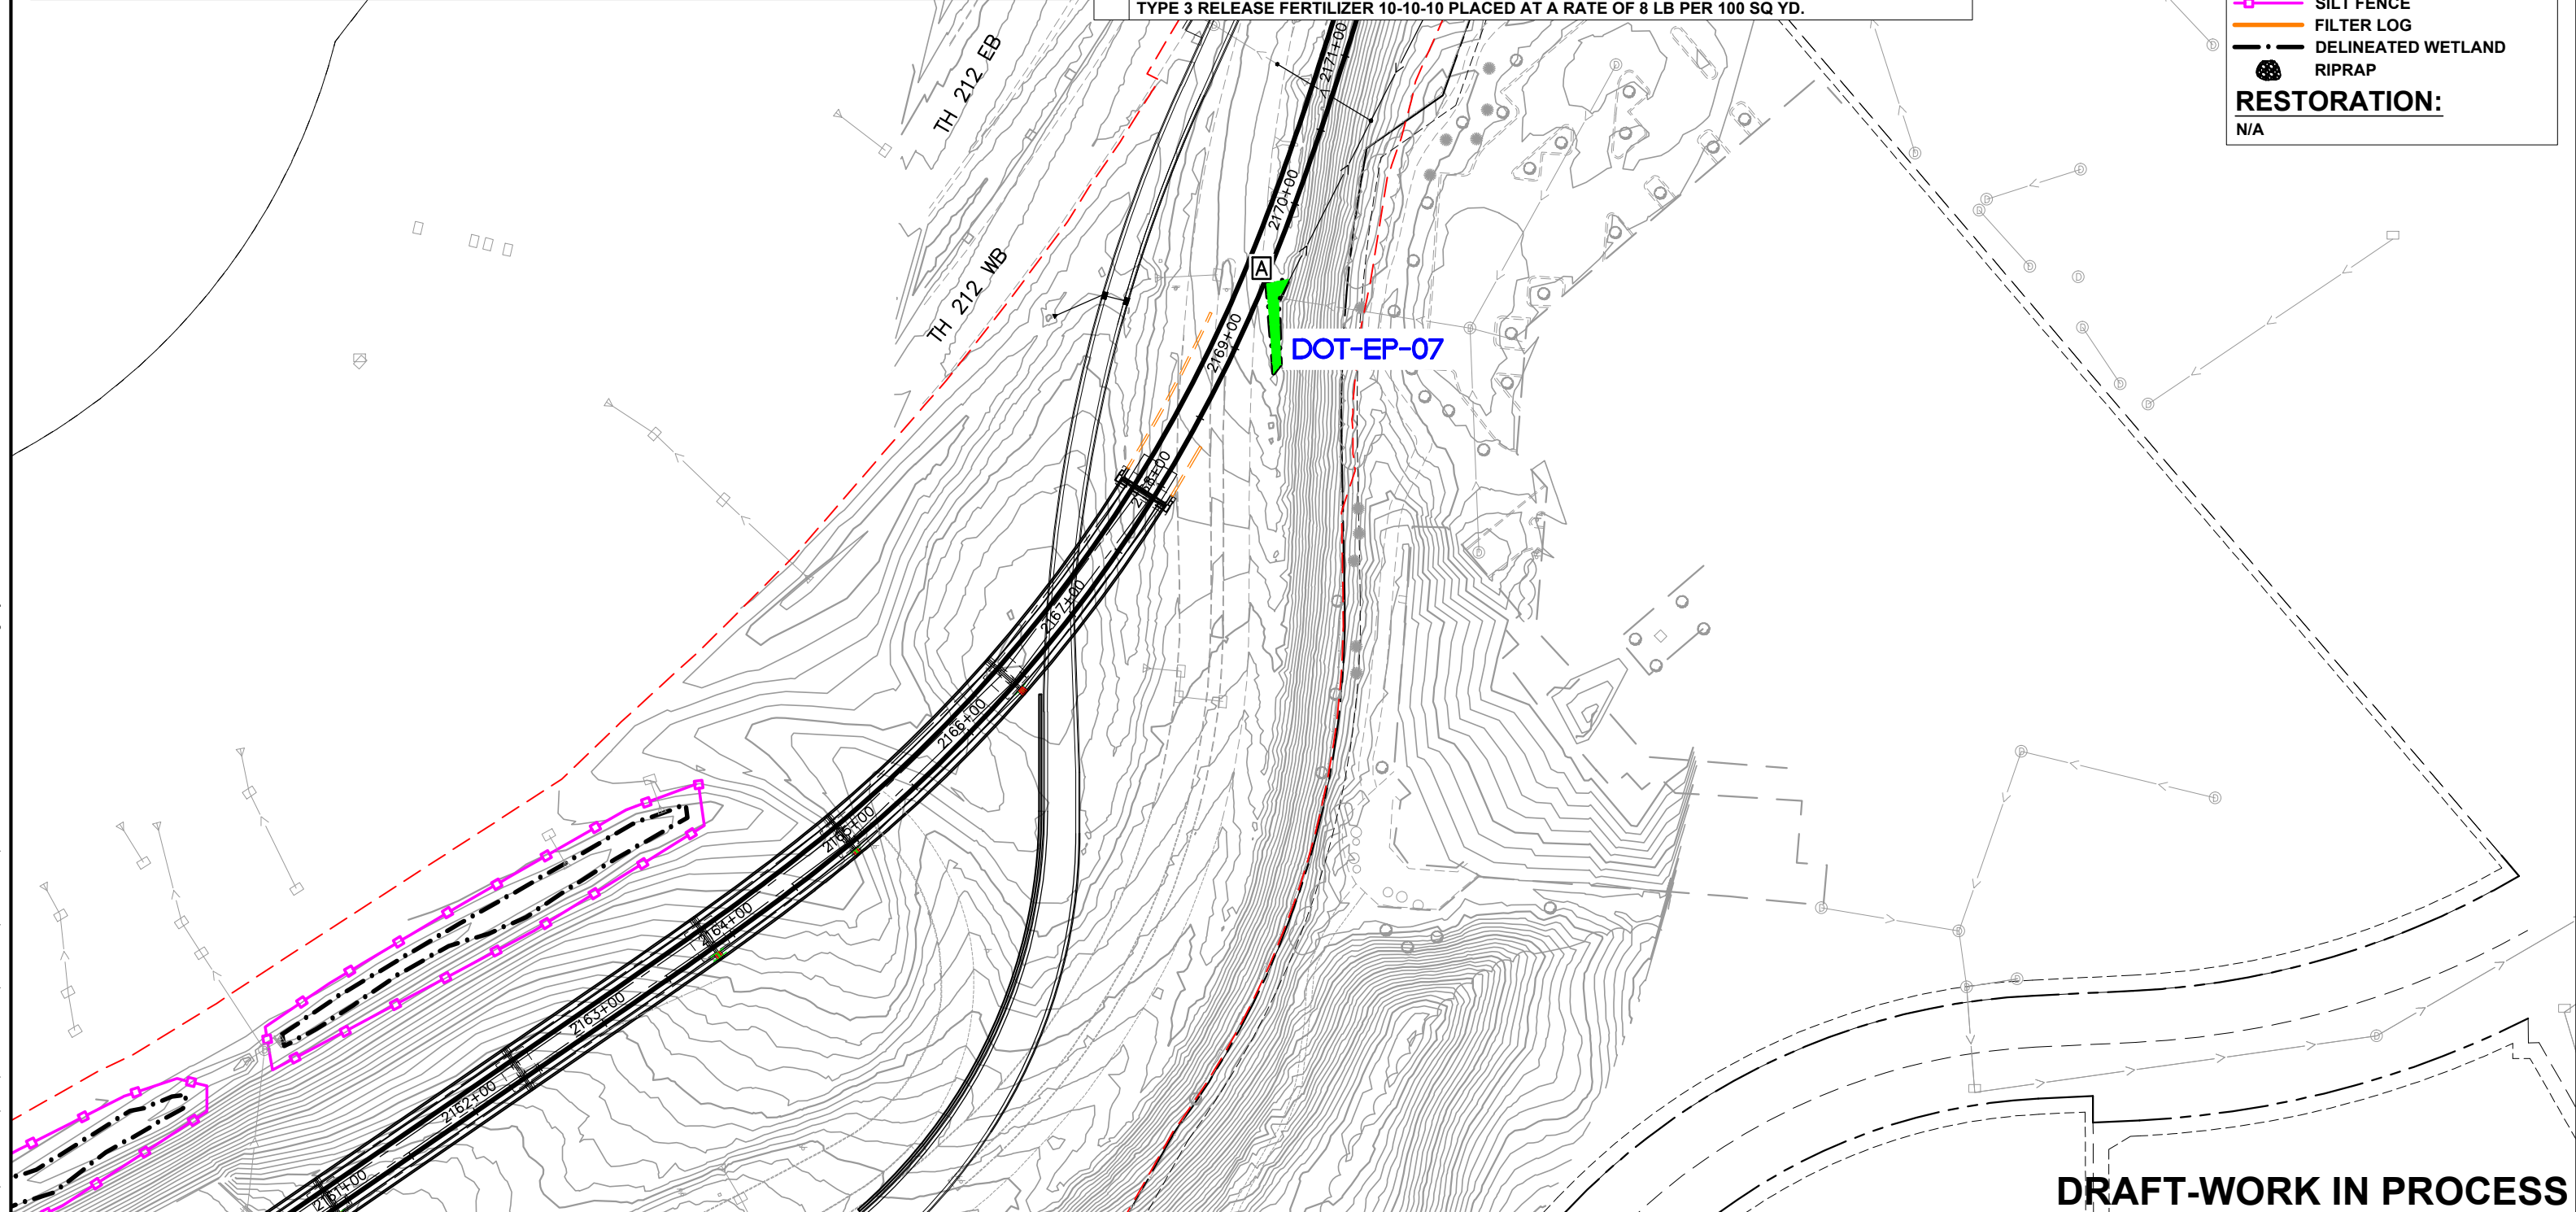 TYPE 3 RELEASE FERTILIZER 10-10-10 PLACED AT A RATE OF 8 LB PER 100 SQ YD.
SILT FENCE
FILTER LOG
DELINEATED WETLAND
RIPRAP
RESTORATION:
N/A
TH 212 EB
TH 212 WB
2171+00
2170+00
A
2169+00
DOT-EP-07
2168+00
2167+00
2166+00
2165+00
2164+00
2163+00
2162+00
2161+00
DRAFT-WORK IN PROCESS